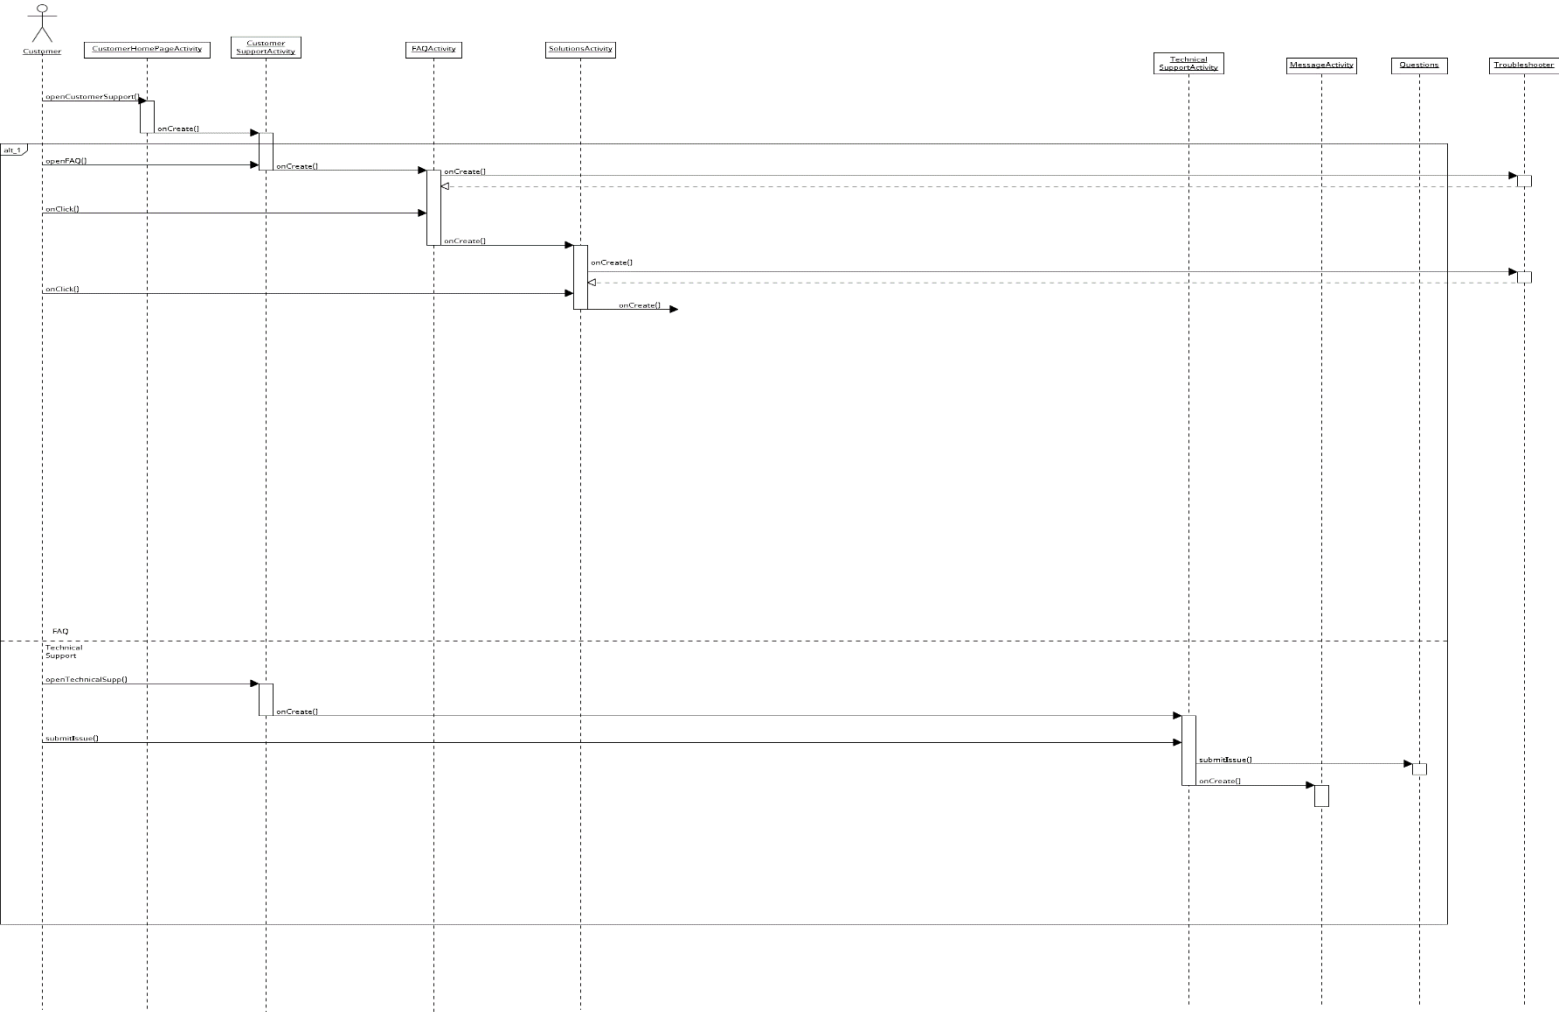 Customer
CustomerHomePageActivity
Customer
SupportActivity
FAQActivity
SolutionsActivity
Technical
SupportActivity
MessageActivity
Questions
Troubleshooter
openCustomerSupport()
onCreate()
alt_1
openFAQ()
onCreate()
onCreate()
onClick()
onCreate()
onCreate()
onClick()
onCreate()
FAQ
Technical
Support
openTechnicalSupp()
onCreate()
submitIssue()
submitIssue()
onCreate()